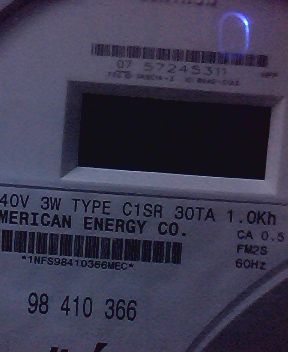 07 57245311
40V 3W TYPE C1SR 30TA 1.0Kh
MERICAN ENERGY CO.
CA 0.5
FM2S
60Hz
*1NFS98410366MEC*
98 410 366